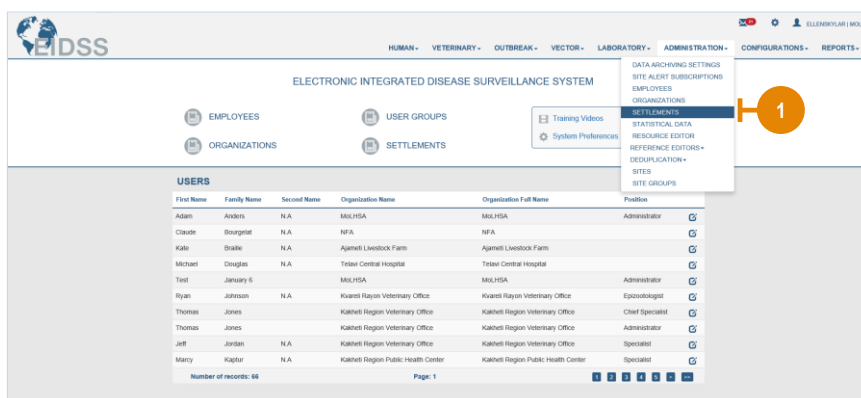 21
ELLENSKYLAR | MOL
EIDSS
HUMAN VETERINARY OUTBREAK VECTOR LABORATORY ADMINISTRATION CONFIGURATIONS REPORTS
DATA ARCHIVING SETTINGS
SITE ALERT SUBSCRIPTIONS
EMPLOYEES
ORGANIZATIONS
SETTLEMENTS
STATISTICAL DATA
RESOURCE EDITOR
REFERENCE EDITORS
DEDUPLICATION
SITES
SITE GROUPS
1
ELECTRONIC INTEGRATED DISEASE SURVEILLANCE SYSTEM
EMPLOYEES USER GROUPS Training Videos
System Preferences
ORGANIZATIONS SETTLEMENTS
USERS
First Name Family Name Second Name Organization Name Organization Full Name Position
Adam Anders N.A MoLHSA MoLHSA Administrator
Claude Bourgelat N.A NFA NFA
Kate Braille N.A Ajameti Livestock Farm Ajameti Livestock Farm
Michael Douglas N.A Telavi Central Hospital Telavi Central Hospital
Test January 6 MoLHSA MoLHSA Administrator
Ryan Johnson N.A Kvareli Rayon Veterinary Office Kvareli Rayon Veterinary Office Epizootologist
Thomas Jones Kakheti Region Veterinary Office Kakheti Region Veterinary Office Chief Specialist
Thomas Jones Kakheti Region Veterinary Office Kakheti Region Veterinary Office Administrator
Jeff Jordan N.A Kakheti Region Veterinary Office Kakheti Region Veterinary Office Specialist
Marcy Kaptur N.A Kakheti Region Public Health Center Kakheti Region Public Health Center Specialist
Number of records: 66 Page: 1 1 2 3 4 5 > >>